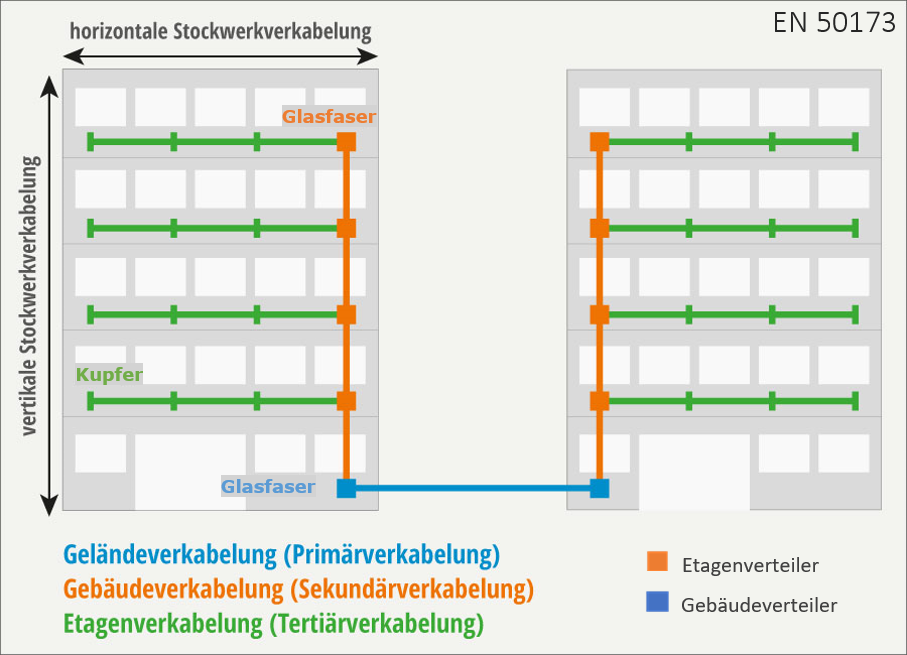 EN 50173
horizontale Stockwerkverkabelung
vertikale Stockwerkverkabelung
Glasfaser
Kupfer
Glasfaser
Geländeverkabelung (Primärverkabelung)
Gebäudeverkabelung (Sekundärverkabelung)
Etagenverkabelung (Tertiärverkabelung)
Etagenverteiler
Gebäudeverteiler